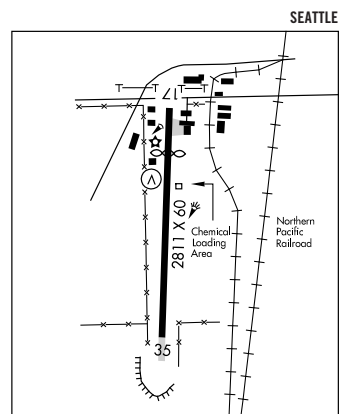 SEATTLE
17
2811 X 60
Chemical
Loading
Area
Northern
Pacific
Railroad
35